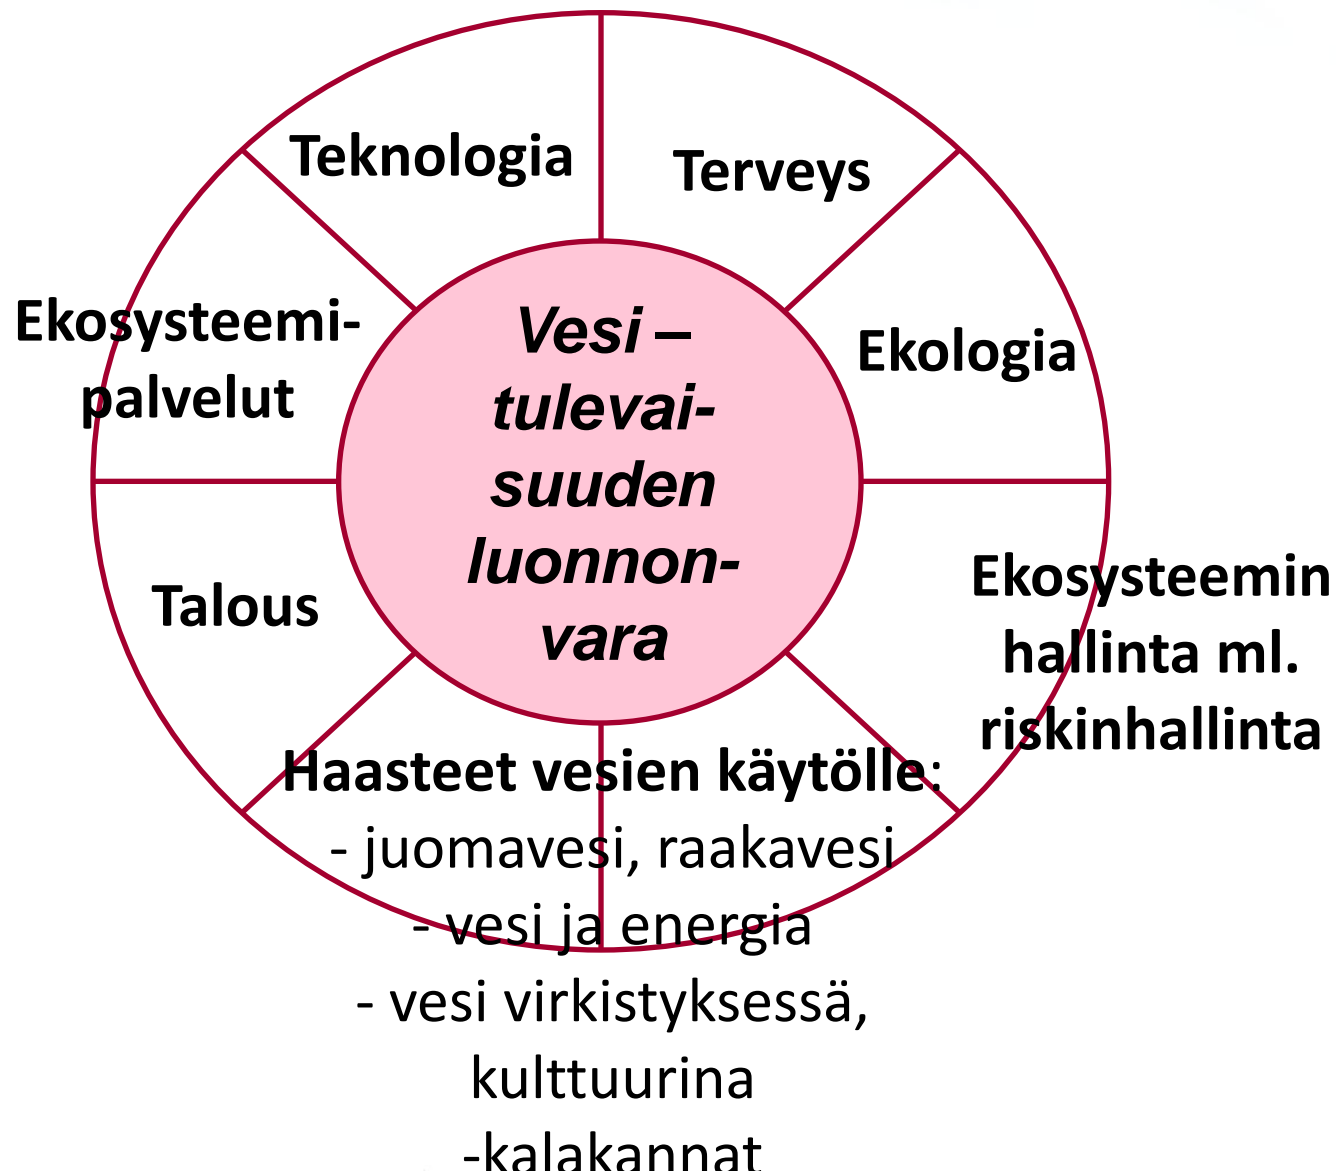 Teknologia
Terveys
Ekosysteemi-
palvelut
Vesi –
tulevai-
suuden
luonnon-
vara
Ekologia
Talous
Ekosysteemin
hallinta ml.
riskinhallinta
Haasteet vesien käytölle:
- juomavesi, raakavesi
- vesi ja energia
- vesi virkistyksessä,
kulttuurina
-kalakannat